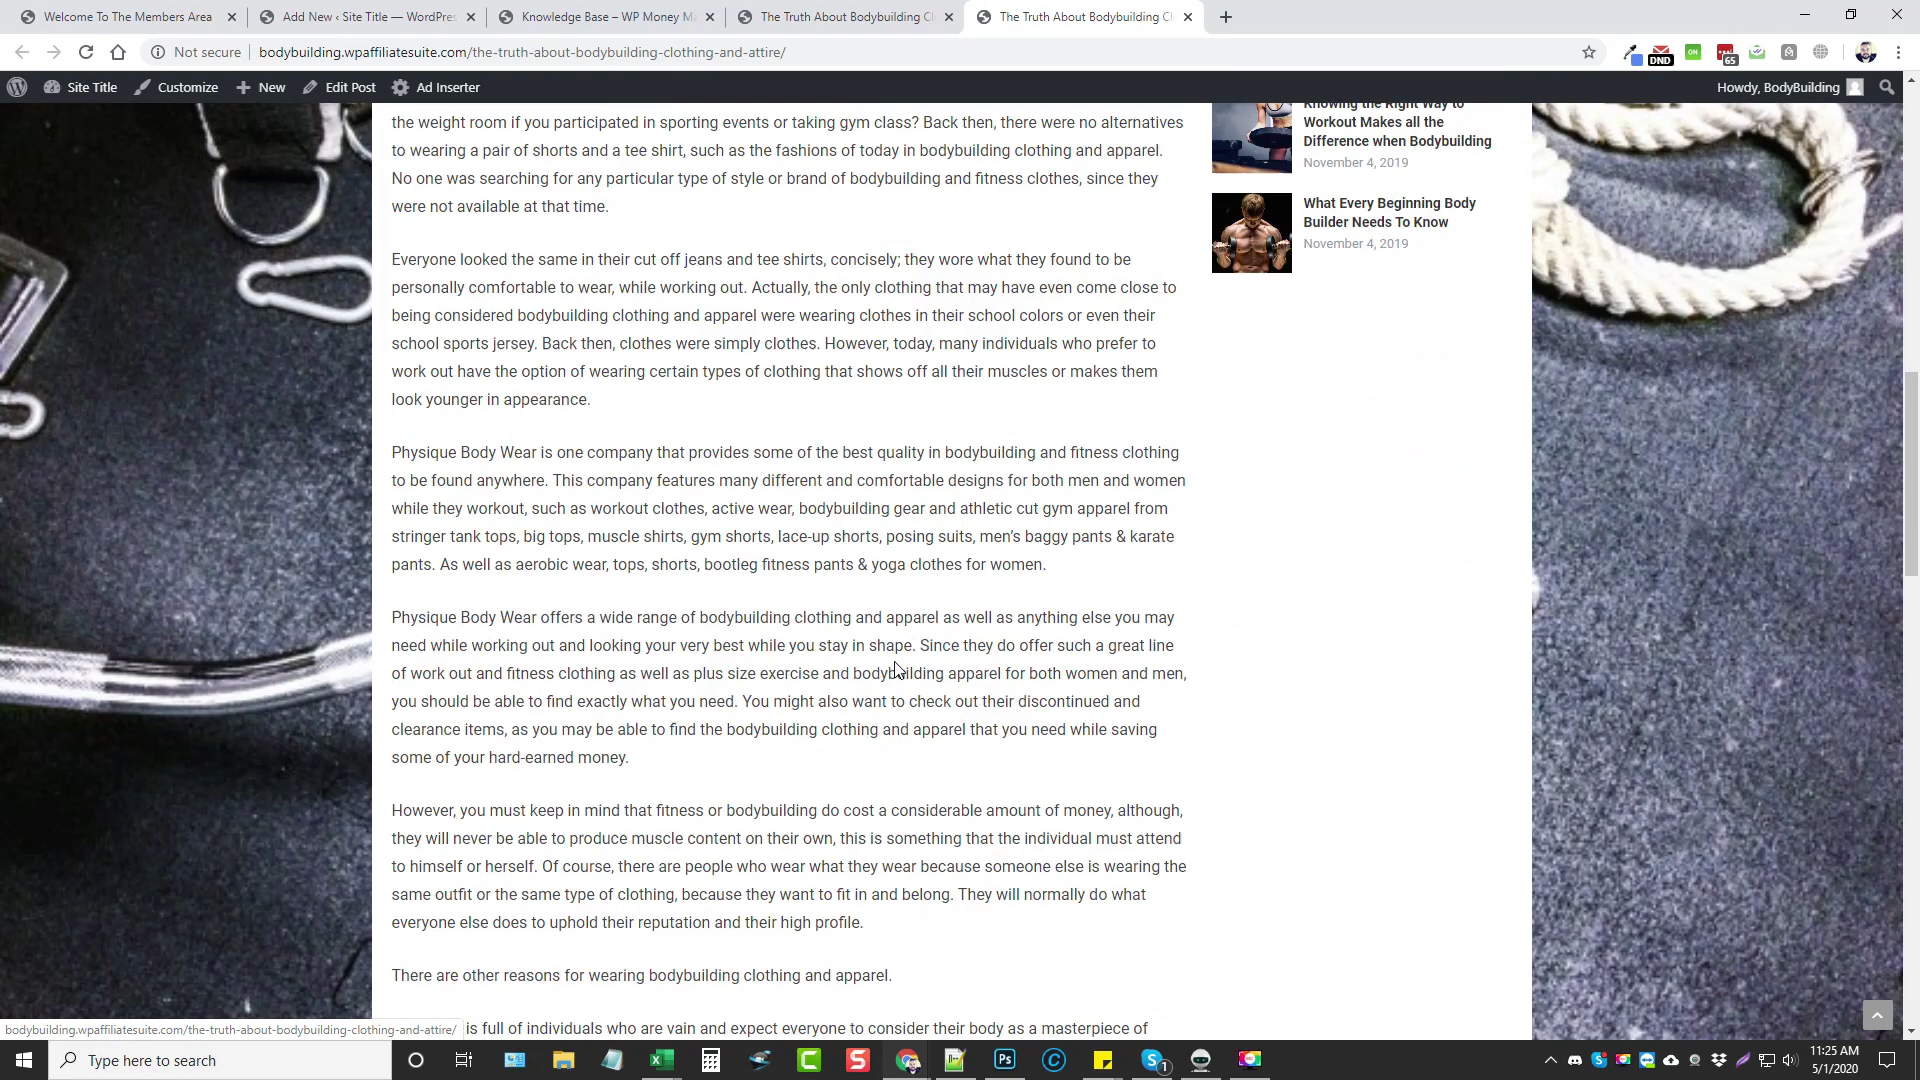 Welcome To The Members Area
Add New ‹ Site Title — WordPres
Knowledge Base – WP Money Ma
The Truth About Bodybuilding Cl
The Truth About Bodybuilding Cl
Not secure
bodybuilding.wpaffiliatesuite.com/the-truth-about-bodybuilding-clothing-and-attire/
DND
ON
65
Site Title
Customize
New
Edit Post
Ad Inserter
Howdy, BodyBuilding
the weight room if you participated in sporting events or taking gym class? Back then, there were no alternatives
to wearing a pair of shorts and a tee shirt, such as the fashions of today in bodybuilding clothing and apparel.
No one was searching for any particular type of style or brand of bodybuilding and fitness clothes, since they
were not available at that time.
Everyone looked the same in their cut off jeans and tee shirts, concisely; they wore what they found to be
personally comfortable to wear, while working out. Actually, the only clothing that may have even come close to
being considered bodybuilding clothing and apparel were wearing clothes in their school colors or even their
school sports jersey. Back then, clothes were simply clothes. However, today, many individuals who prefer to
work out have the option of wearing certain types of clothing that shows off all their muscles or makes them
look younger in appearance.
Physique Body Wear is one company that provides some of the best quality in bodybuilding and fitness clothing
to be found anywhere. This company features many different and comfortable designs for both men and women
while they workout, such as workout clothes, active wear, bodybuilding gear and athletic cut gym apparel from
stringer tank tops, big tops, muscle shirts, gym shorts, lace-up shorts, posing suits, men’s baggy pants & karate
pants. As well as aerobic wear, tops, shorts, bootleg fitness pants & yoga clothes for women.
Physique Body Wear offers a wide range of bodybuilding clothing and apparel as well as anything else you may
need while working out and looking your very best while you stay in shape. Since they do offer such a great line
of work out and fitness clothing as well as plus size exercise and bodybuilding apparel for both women and men,
you should be able to find exactly what you need. You might also want to check out their discontinued and
clearance items, as you may be able to find the bodybuilding clothing and apparel that you need while saving
some of your hard-earned money.
However, you must keep in mind that fitness or bodybuilding do cost a considerable amount of money, although,
they will never be able to produce muscle content on their own, this is something that the individual must attend
to himself or herself. Of course, there are people who wear what they wear because someone else is wearing the
same outfit or the same type of clothing, because they want to fit in and belong. They will normally do what
everyone else does to uphold their reputation and their high profile.
There are other reasons for wearing bodybuilding clothing and apparel.
is full of individuals who are vain and expect everyone to consider their body as a masterpiece of
Knowing the Right Way to
Workout Makes all the
Difference when Bodybuilding
November 4, 2019
What Every Beginning Body
Builder Needs To Know
November 4, 2019
bodybuilding.wpaffiliatesuite.com/the-truth-about-bodybuilding-clothing-and-attire/
Type here to search
Ps
1
11:25 AM
5/1/2020